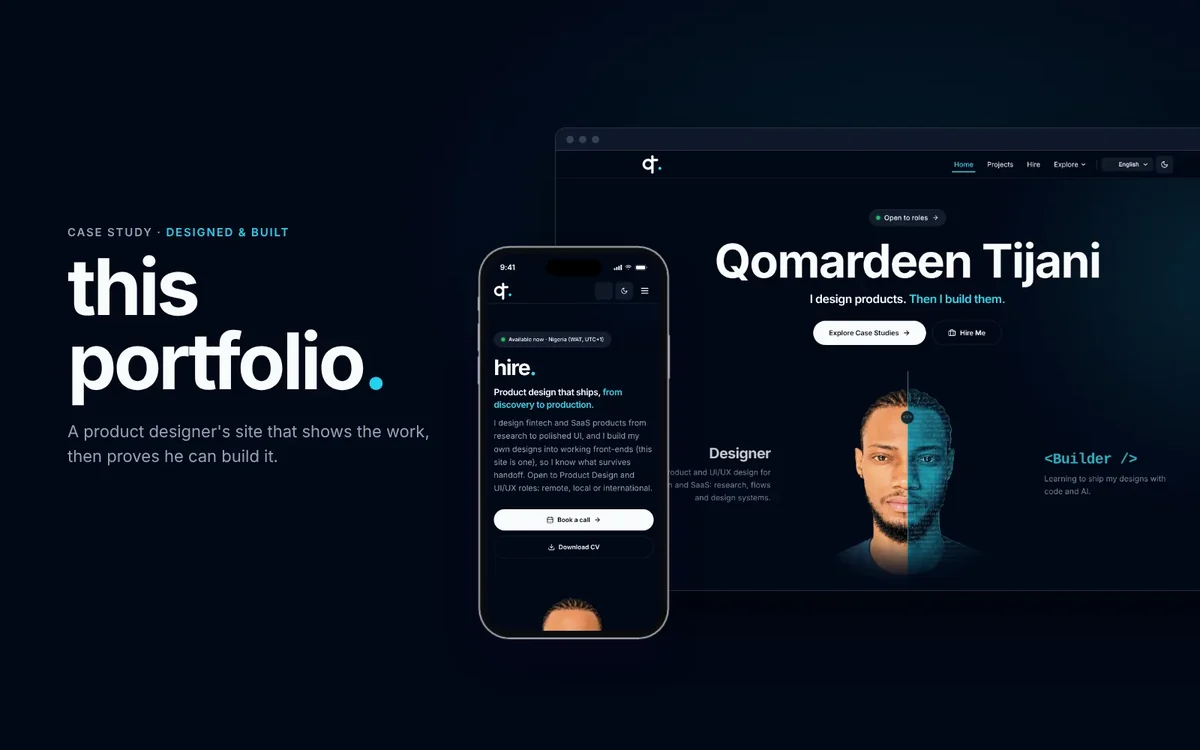 CASE STUDY · DESIGNED & BUILT
this
portfolio.
A product designer's site that shows the work,
then proves he can build it.
9:41
qt.
Available now · Nigeria (WAT, UTC+1)
hire.
Product design that ships, from
discovery to production.
I design fintech and SaaS products from
research to polished UI, and I build my
own designs into working front-ends (this
site is one), so I know what survives
handoff. Open to Product Design and
UI/UX roles: remote, local or international.
Book a call →
Download CV
qt.
Home Projects Hire Explore English
Open to roles →
Qomardeen Tijani
I design products. Then I build them.
Explore Case Studies → Hire Me
Designer
roduct and UI/UX design for
n and SaaS: research, flows
and design systems.
<Builder />
Learning to ship my designs with
code and AI.